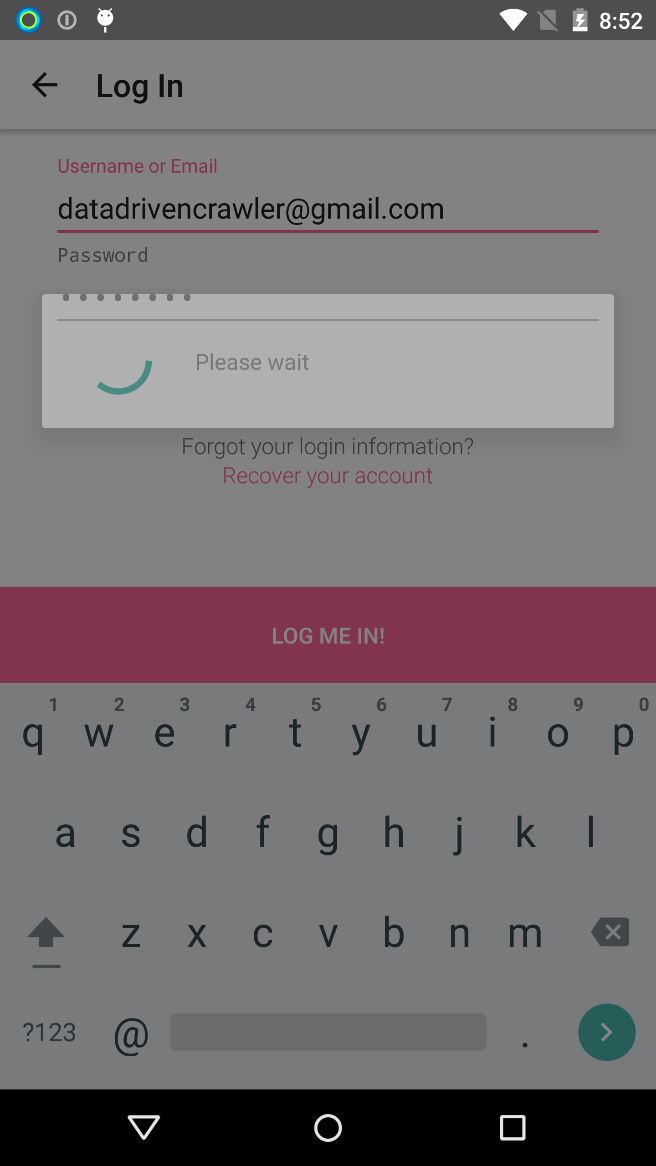 8:52
Log In
Username or Email
datadrivencrawler@gmail.com
Password
••••••••
Please wait
Forgot your login information?
Recover your account
LOG ME IN!
1 2 3 4 5 6 7 8 9 0
q w e r t y u i o p
a s d f g h j k l
z x c v b n m
?123 @ .